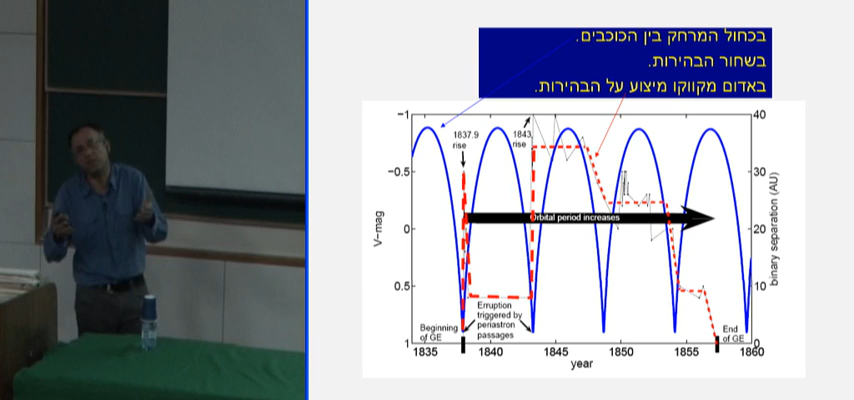 בכחול המרחק בין הכוכבים.
בשחור הבהירות.
באדום מקווקו מיצוע על הבהירות.
−1
40
1837.9
rise
1843
rise
−0.5
30
V−mag
0
Orbital period increases
20
binary separation (AU)
0.5
10
Erruption
triggered by
periastron
passages
Beginning
of GE
End
of GE
1
0
1835
1840
1845
1850
1855
1860
year